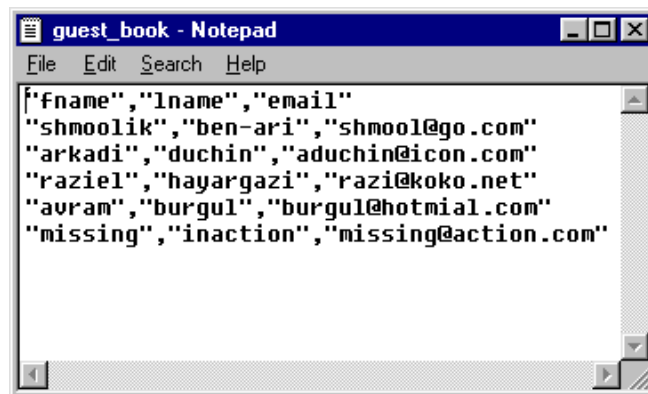 guest_book - Notepad
File Edit Search Help
"fname","lname","email"
"shmoolik","ben-ari","shmool@go.com"
"arkadi","duchin","aduchin@icon.com"
"raziel","hayargazi","razi@koko.net"
"avram","burgul","burgul@hotmial.com"
"missing","inaction","missing@action.com"